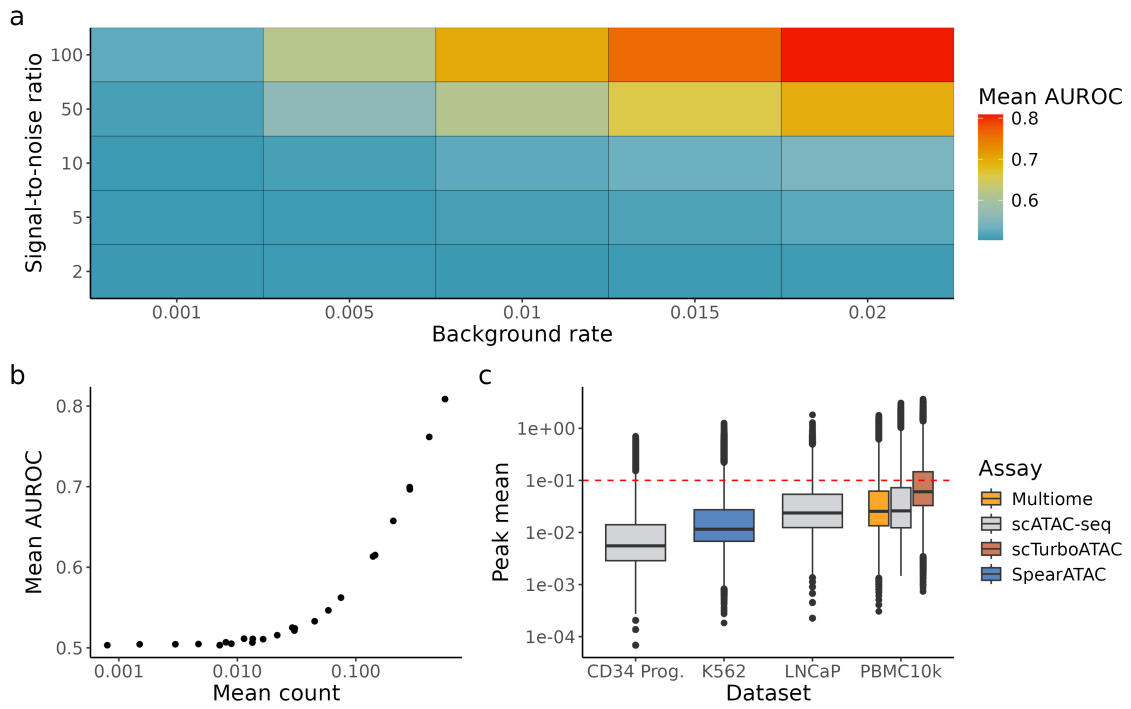 a
Signal-to-noise ratio
100
50
10
5
2
0.001 0.005 0.01 0.015 0.02
Background rate
Mean AUROC
0.8
0.7
0.6
b
Mean AUROC
0.8
0.7
0.6
0.5
0.001 0.010 0.100
Mean count
c
Peak mean
1e+00
1e-01
1e-02
1e-03
1e-04
CD34 Prog. K562 LNCaP PBMC10k
Dataset
Assay
Multiome
scATAC-seq
scTurboATAC
SpearATAC